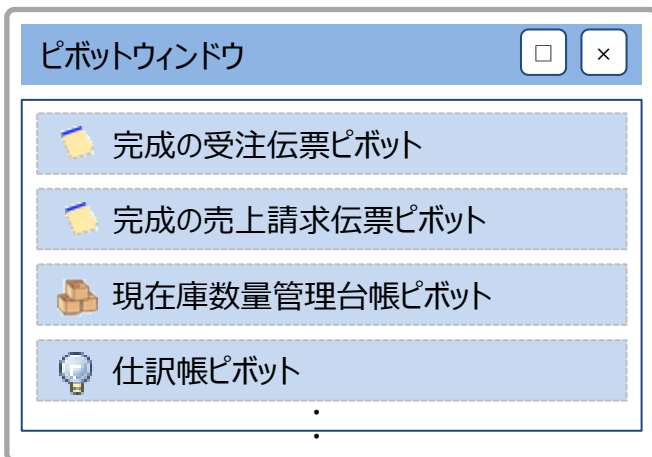 ピボットウィンドウ
完成の受注伝票ピボット
完成の売上請求伝票ピボット
現在庫数量管理台帳ピボット
仕訳帳ピボット